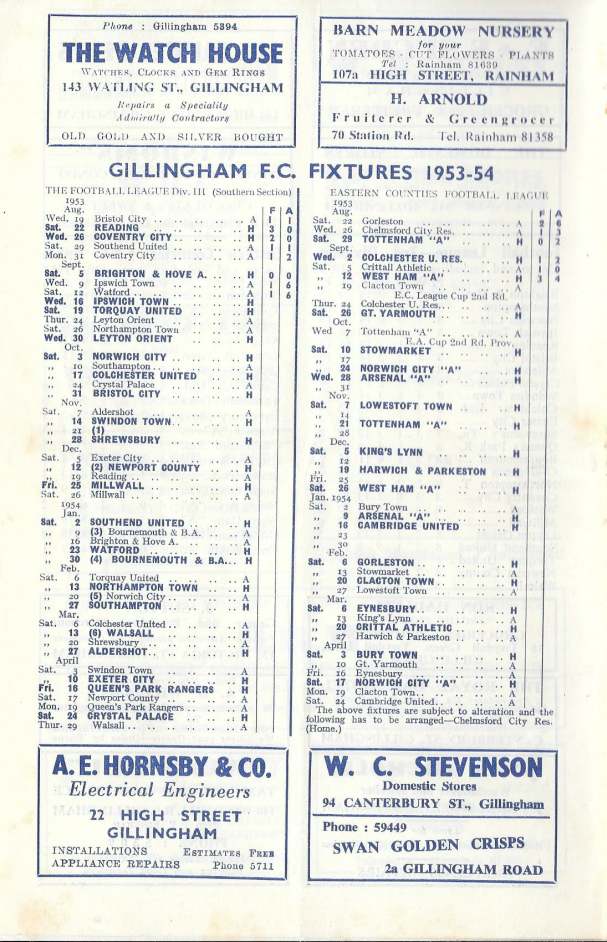 Phone : Gillingham 5394
THE WATCH HOUSE
WATCHES, CLOCKS AND GEM RINGS
143 WATLING ST., GILLINGHAM
Repairs a Speciality
Admiralty Contractors
OLD GOLD AND SILVER BOUGHT
BARN MEADOW NURSERY
for your
TOMATOES - CUT FLOWERS - PLANTS
Tel : Rainham 81639
107a HIGH STREET, RAINHAM
H. ARNOLD
Fruiterer & Greengrocer
70 Station Rd. Tel. Rainham 81358
GILLINGHAM F.C. FIXTURES 1953-54
THE FOOTBALL LEAGUE Div. III (Southern Section)
1953
Aug. F A
Wed. 19 Bristol City .. A 1 1
Sat. 22 READING .. H 3 0
Wed. 26 COVENTRY CITY .. H 2 0
Sat. 29 Southend United .. A 1 1
Mon. 31 Coventry City .. A 1 2
Sept.
Sat. 5 BRIGHTON & HOVE A. .. H 0 0
Wed. 9 Ipswich Town .. A 1 6
Sat. 12 Watford .. A 1 6
Wed. 16 IPSWICH TOWN .. H
Sat. 19 TORQUAY UNITED .. H
Thur. 24 Leyton Orient .. A
Sat. 26 Northampton Town .. A
Wed. 30 LEYTON ORIENT .. H
Oct.
Sat. 3 NORWICH CITY .. H
,, 10 Southampton .. A
,, 17 COLCHESTER UNITED .. H
,, 24 Crystal Palace .. A
,, 31 BRISTOL CITY .. H
Nov.
Sat. 7 Aldershot .. A
,, 14 SWINDON TOWN .. H
,, 21 (1)
,, 28 SHREWSBURY .. H
Dec.
Sat. 5 Exeter City .. A
,, 12 (2) NEWPORT COUNTY .. H
,, 19 Reading .. A
Fri. 25 MILLWALL .. H
Sat. 26 Millwall .. A
1954
Jan.
Sat. 2 SOUTHEND UNITED .. H
,, 9 (3) Bournemouth & B.A. .. A
,, 16 Brighton & Hove A. .. A
,, 23 WATFORD .. H
,, 30 (4) BOURNEMOUTH & B.A. .. H
Feb.
Sat. 6 Torquay United .. A
,, 13 NORTHAMPTON TOWN .. H
,, 20 (5) Norwich City .. A
,, 27 SOUTHAMPTON .. H
Mar.
Sat. 6 Colchester United .. A
,, 13 (6) WALSALL .. H
,, 20 Shrewsbury .. A
,, 27 ALDERSHOT .. H
April
Sat. 3 Swindon Town .. A
,, 10 EXETER CITY .. H
Fri. 16 QUEEN'S PARK RANGERS .. H
Sat. 17 Newport County .. A
Mon. 19 Queen's Park Rangers .. A
Sat. 24 CRYSTAL PALACE .. H
Thur. 29 Walsall .. A
EASTERN COUNTIES FOOTBALL LEAGUE
1953
Aug. F A
Sat. 22 Gorleston .. A 2 6
Wed. 26 Chelmsford City Res. .. A 1 3
Sat. 29 TOTTENHAM "A" .. H 0 2
Sept.
Wed. 2 COLCHESTER U. RES. .. H 1 2
Sat. 5 Crittall Athletic .. A 1 0
,, 12 WEST HAM "A" .. H 3 4
,, 19 Clacton Town .. A
E.C. League Cup 2nd Rd.
Thur. 24 Colchester U. Res. .. A
Sat. 26 GT. YARMOUTH .. H
Oct.
Wed 7 Tottenham "A" .. A
E.A. Cup 2nd Rd. Prov.
Sat. 10 STOWMARKET .. H
,, 17
,, 24 NORWICH CITY "A" .. H
Wed. 28 ARSENAL "A" .. H
,, 31
Nov.
Sat. 7 LOWESTOFT TOWN .. H
,, 14
,, 21 TOTTENHAM "A" .. H
,, 28
Dec.
Sat. 5 KING'S LYNN .. H
,, 12
,, 19 HARWICH & PARKESTON .. H
Fri. 25
Sat. 26 WEST HAM "A" .. H
Jan. 1954
Sat. 2 Bury Town .. A
,, 9 ARSENAL "A" .. H
,, 16 CAMBRIDGE UNITED .. H
,, 23
,, 30
Feb.
Sat. 6 GORLESTON .. H
,, 13 Stowmarket .. A
,, 20 CLACTON TOWN .. H
,, 27 Lowestoft Town .. A
Mar.
Sat. 6 EYNESBURY .. H
,, 13 King's Lynn .. A
,, 20 CRITTAL ATHLETIC .. H
,, 27 Harwich & Parkeston .. A
April
Sat. 3 BURY TOWN .. H
,, 10 Gt. Yarmouth .. A
Fri. 16 Eynesbury .. A
Sat. 17 NORWICH CITY "A" .. H
Mon. 19 Clacton Town .. A
Sat. 24 Cambridge United .. A
The above fixtures are subject to alteration and the
following has to be arranged—Chelmsford City Res.
(Home.)
A. E. HORNSBY & CO.
Electrical Engineers
22 HIGH STREET
GILLINGHAM
INSTALLATIONS ESTIMATES FREE
APPLIANCE REPAIRS Phone 5711
W. C. STEVENSON
Domestic Stores
94 CANTERBURY ST., Gillingham
Phone : 59449
SWAN GOLDEN CRISPS
2a GILLINGHAM ROAD